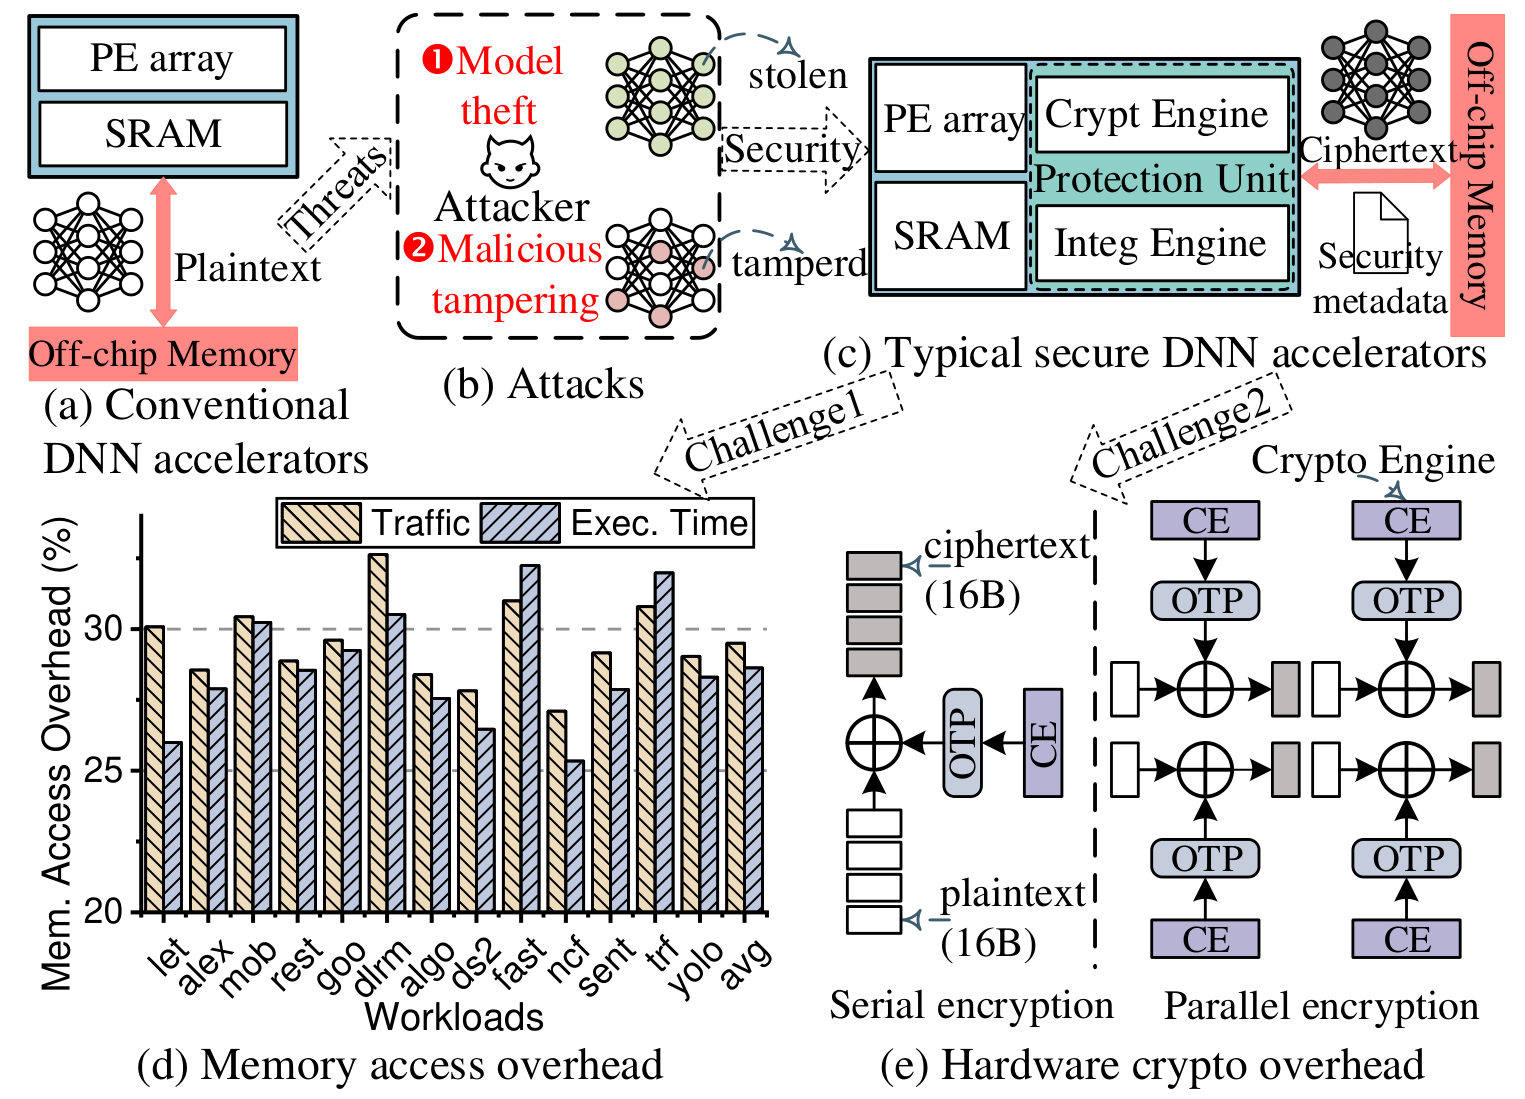 PE array
SRAM
Plaintext
Off-chip Memory
(a) Conventional
DNN accelerators
Threats
❶Model
theft
Attacker
❷Malicious
tampering
stolen
tamperd
(b) Attacks
Security
PE array
SRAM
Crypt Engine
Protection Unit
Integ Engine
Ciphertext
Security
metadata
Off-chip Memory
(c) Typical secure DNN accelerators
Challenge1
Challenge2
Mem. Access Overhead (%)
Traffic
Exec. Time
30
25
20
let
alex
mob
rest
goo
dlrm
algo
ds2
fast
ncf
sent
trf
yolo
avg
Workloads
(d) Memory access overhead
ciphertext
(16B)
OTP
CE
plaintext
(16B)
Serial encryption
Crypto Engine
CE
CE
OTP
OTP
OTP
OTP
CE
CE
Parallel encryption
(e) Hardware crypto overhead